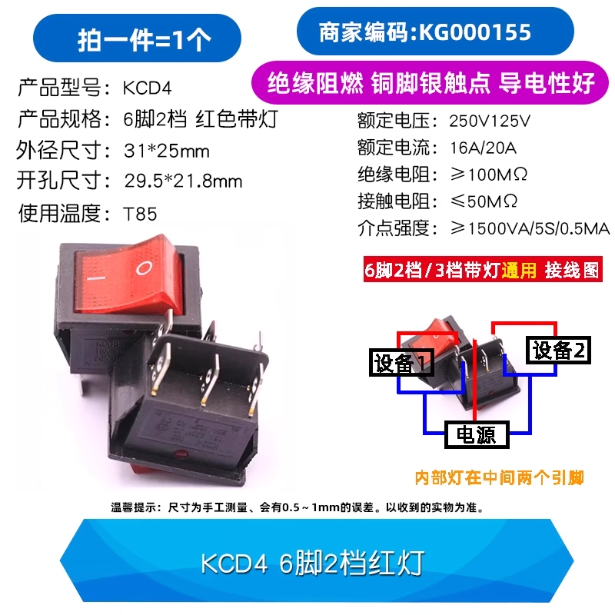 拍一件=1个
商家编码:KG000155
绝缘阻燃 铜脚银触点 导电性好
产品型号: KCD4
产品规格: 6脚2档 红色带灯
外径尺寸: 31*25mm
开孔尺寸: 29.5*21.8mm
使用温度: T85
额定电压: 250V125V
额定电流: 16A/20A
绝缘电阻: ≥100MΩ
接触电阻: ≤50MΩ
介点强度: ≥1500VA/5S/0.5MA
6脚2档/3档带灯通用 接线图
设备1
设备2
电源
内部灯在中间两个引脚
温馨提示: 尺寸为手工测量、会有0.5~1mm的误差。以收到的实物为准。
KCD4 6脚2档红灯